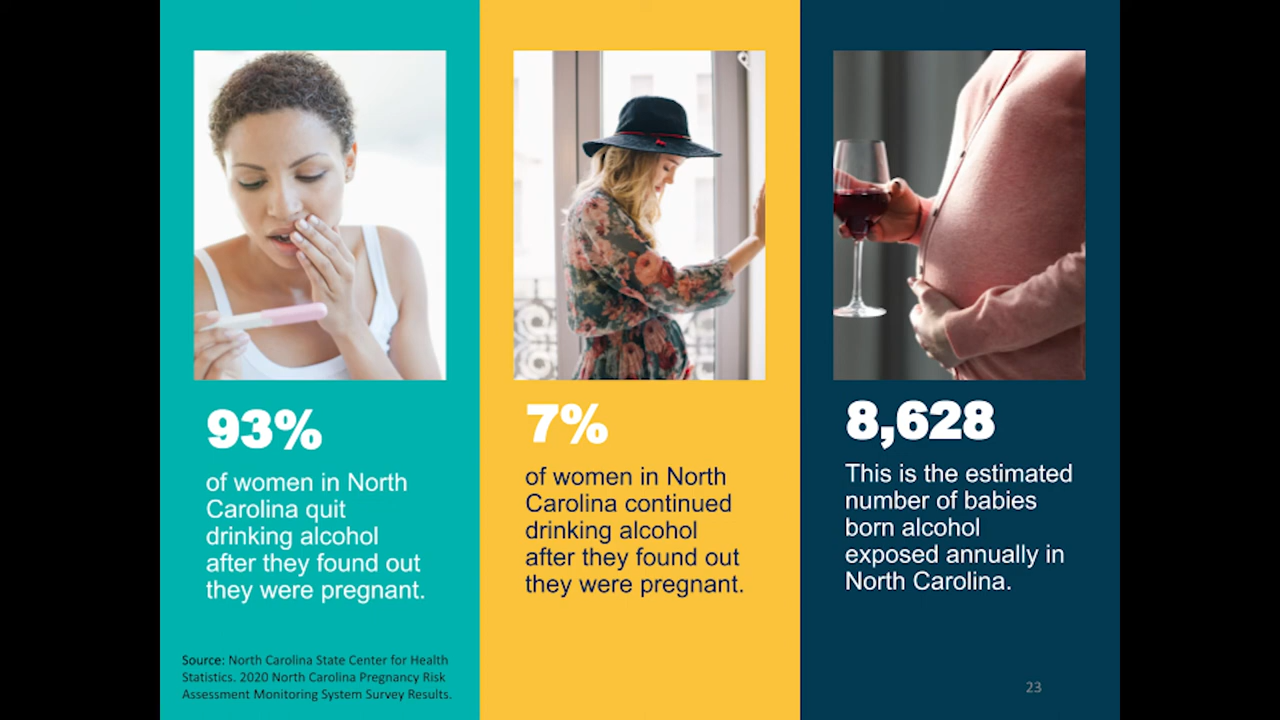 93%
of women in North
Carolina quit
drinking alcohol
after they found out
they were pregnant.
Source: North Carolina State Center for Health
Statistics. 2020 North Carolina Pregnancy Risk
Assessment Monitoring System Survey Results.
7%
of women in North
Carolina continued
drinking alcohol
after they found out
they were pregnant.
8,628
This is the estimated
number of babies
born alcohol
exposed annually in
North Carolina.
23